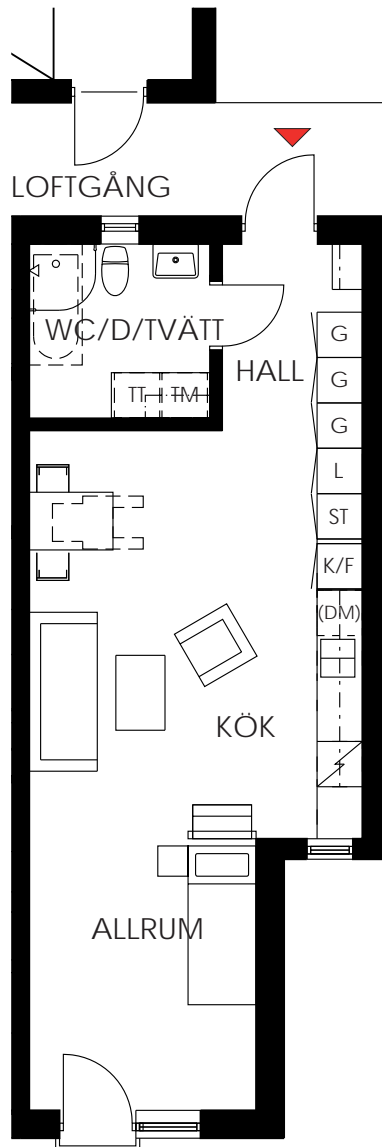 LOFTGÅNG
WC/D/TVÄTT
HALL
G
G
TT TM
G
L
ST
K/F
(DM)
KÖK
ALLRUM